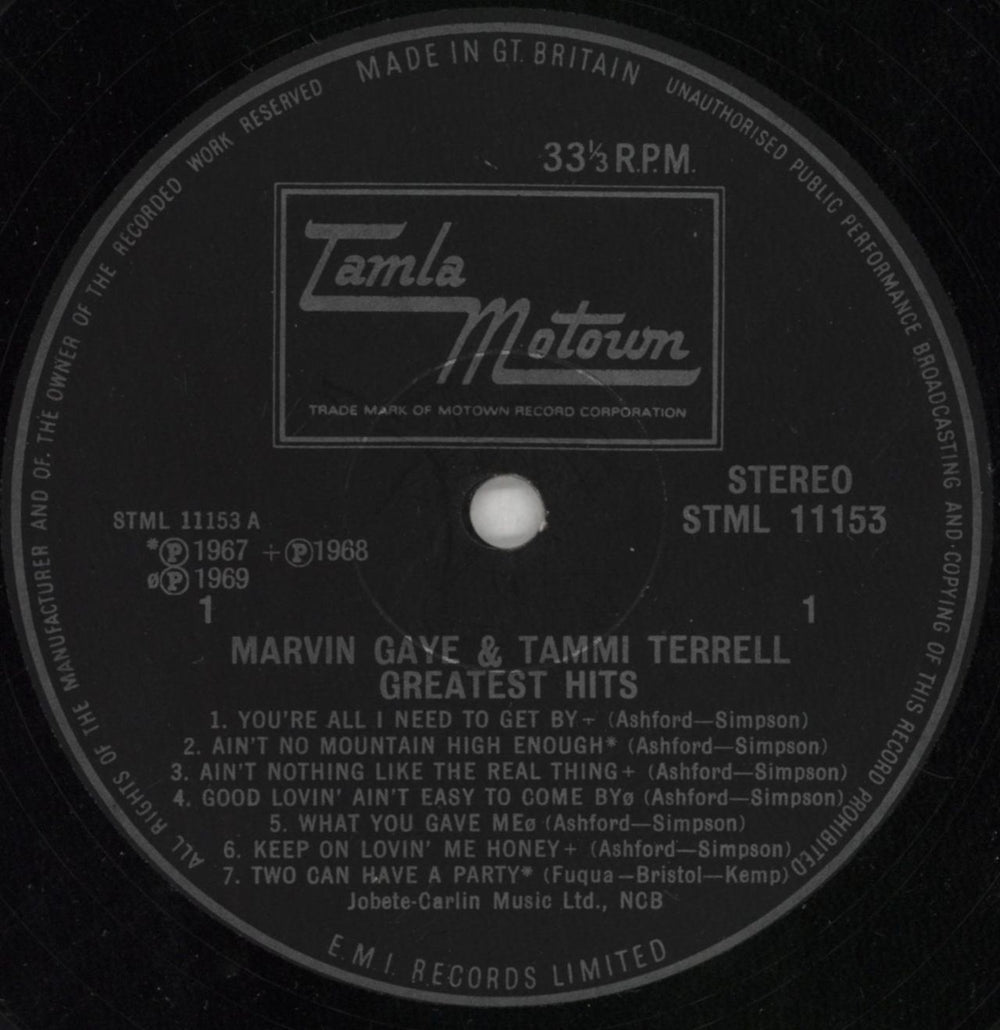 MADE IN GT. BRITAIN
UNAUTHORISED PUBLIC PERFORMANCE BROADCASTING AND COPYING OF THIS RECORD PROHIBITED
E.M.I. RECORDS LIMITED
ALL RIGHTS OF THE MANUFACTURER AND OF THE OWNER OF THE RECORDED WORK RESERVED
33⅓ R.P.M.
Tamla
Motown
TRADE MARK OF MOTOWN RECORD CORPORATION
STEREO
STML 11153
STML 11153 A
*℗ 1967 +℗1968
ø℗ 1969
1 1
MARVIN GAYE & TAMMI TERRELL
GREATEST HITS
1. YOU'RE ALL I NEED TO GET BY+ (Ashford—Simpson)
2. AIN'T NO MOUNTAIN HIGH ENOUGH* (Ashford—Simpson)
3. AIN'T NOTHING LIKE THE REAL THING+ (Ashford—Simpson)
4. GOOD LOVIN' AIN'T EASY TO COME BYø (Ashford—Simpson)
5. WHAT YOU GAVE MEø (Ashford—Simpson)
6. KEEP ON LOVIN' ME HONEY+ (Ashford—Simpson)
7. TWO CAN HAVE A PARTY* (Fuqua—Bristol—Kemp)
Jobete-Carlin Music Ltd., NCB